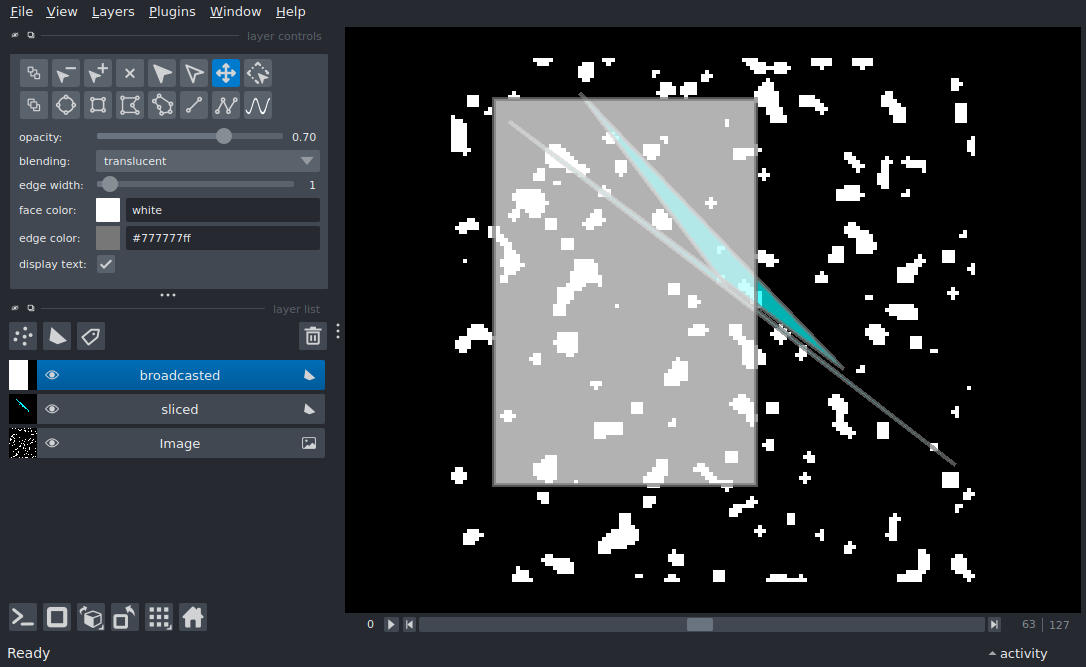 File View Layers Plugins Window Help
layer controls
opacity: 0.70
blending: translucent
edge width: 1
face color: white
edge color: #777777ff
display text:
layer list
broadcasted
sliced
Image
0 63 127
Ready activity